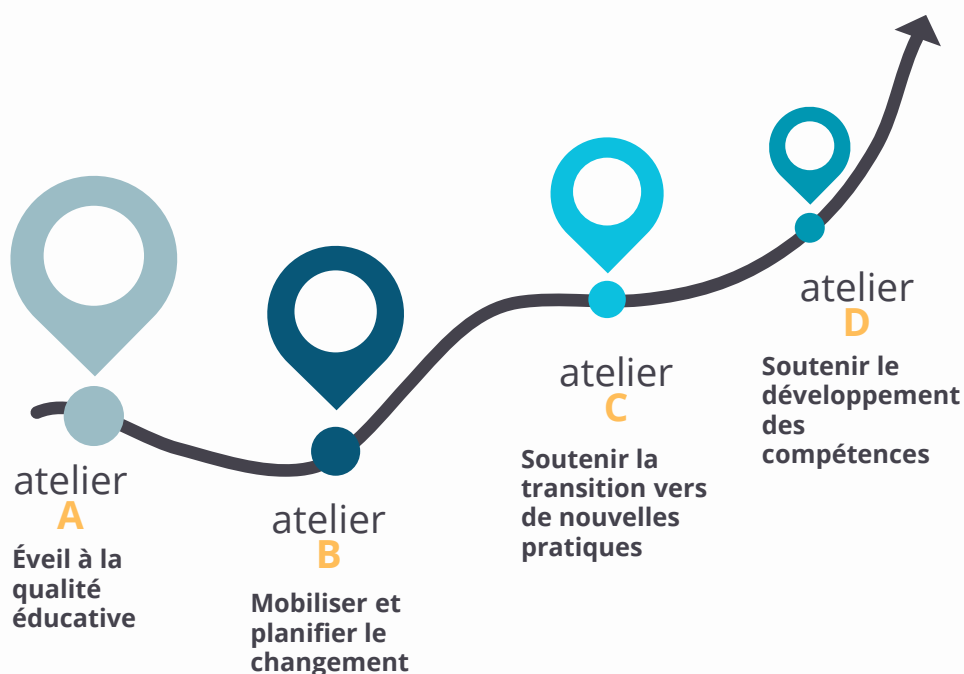 atelier
A
Éveil à la
qualité
éducative
atelier
B
Mobiliser et
planifier le
changement
atelier
C
Soutenir la
transition vers
de nouvelles
pratiques
atelier
D
Soutenir le
développement
des
compétences